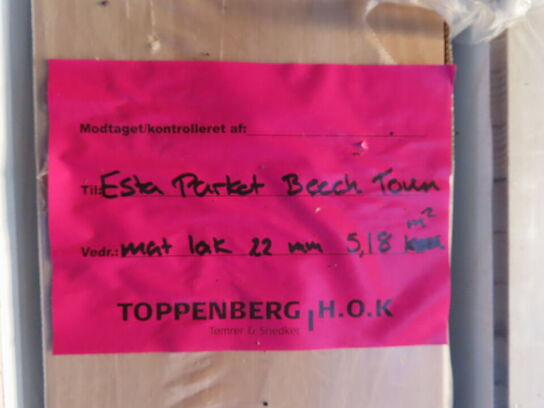 Modtaget/kontrolleret af:
Til: Esta Parket Beech Town
Vedr.: mat lak 22 mm 5,18 m²
TOPPENBERG H.O.K
Tømrer & Snedker